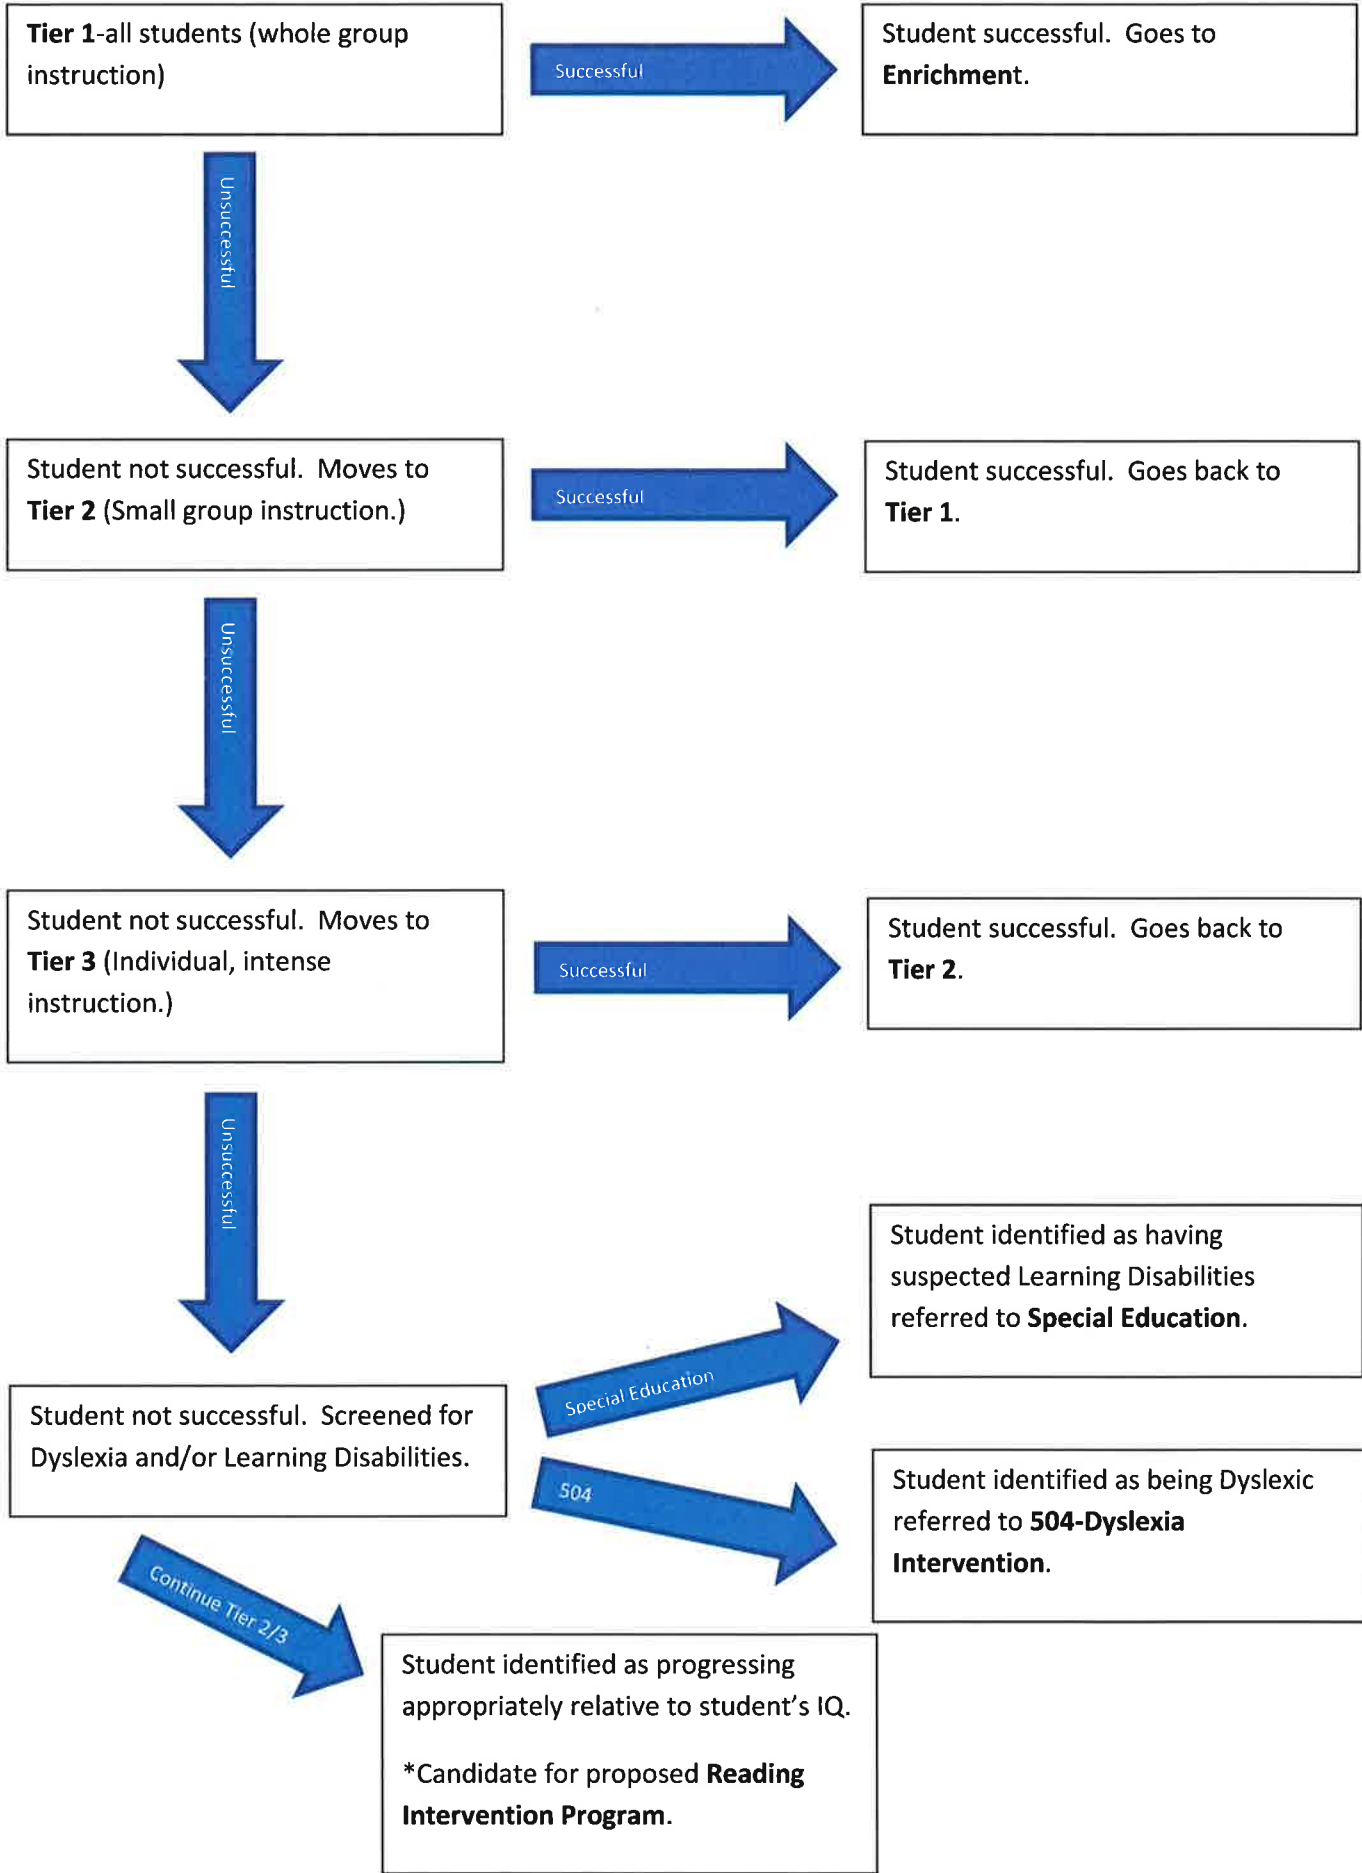 Tier 1-all students (whole group
instruction)
Successful
Student successful.  Goes to
Enrichment.
Unsuccessful
Student not successful.  Moves to
Tier 2 (Small group instruction.)
Successful
Student successful.  Goes back to
Tier 1.
Unsuccessful
Student not successful.  Moves to
Tier 3 (Individual, intense
instruction.)
Successful
Student successful.  Goes back to
Tier 2.
Unsuccessful
Student not successful.  Screened for
Dyslexia and/or Learning Disabilities.
Special Education
Student identified as having
suspected Learning Disabilities
referred to Special Education.
504
Student identified as being Dyslexic
referred to 504-Dyslexia
Intervention.
Continue Tier 2/3
Student identified as progressing
appropriately relative to student's IQ.
*Candidate for proposed Reading
Intervention Program.